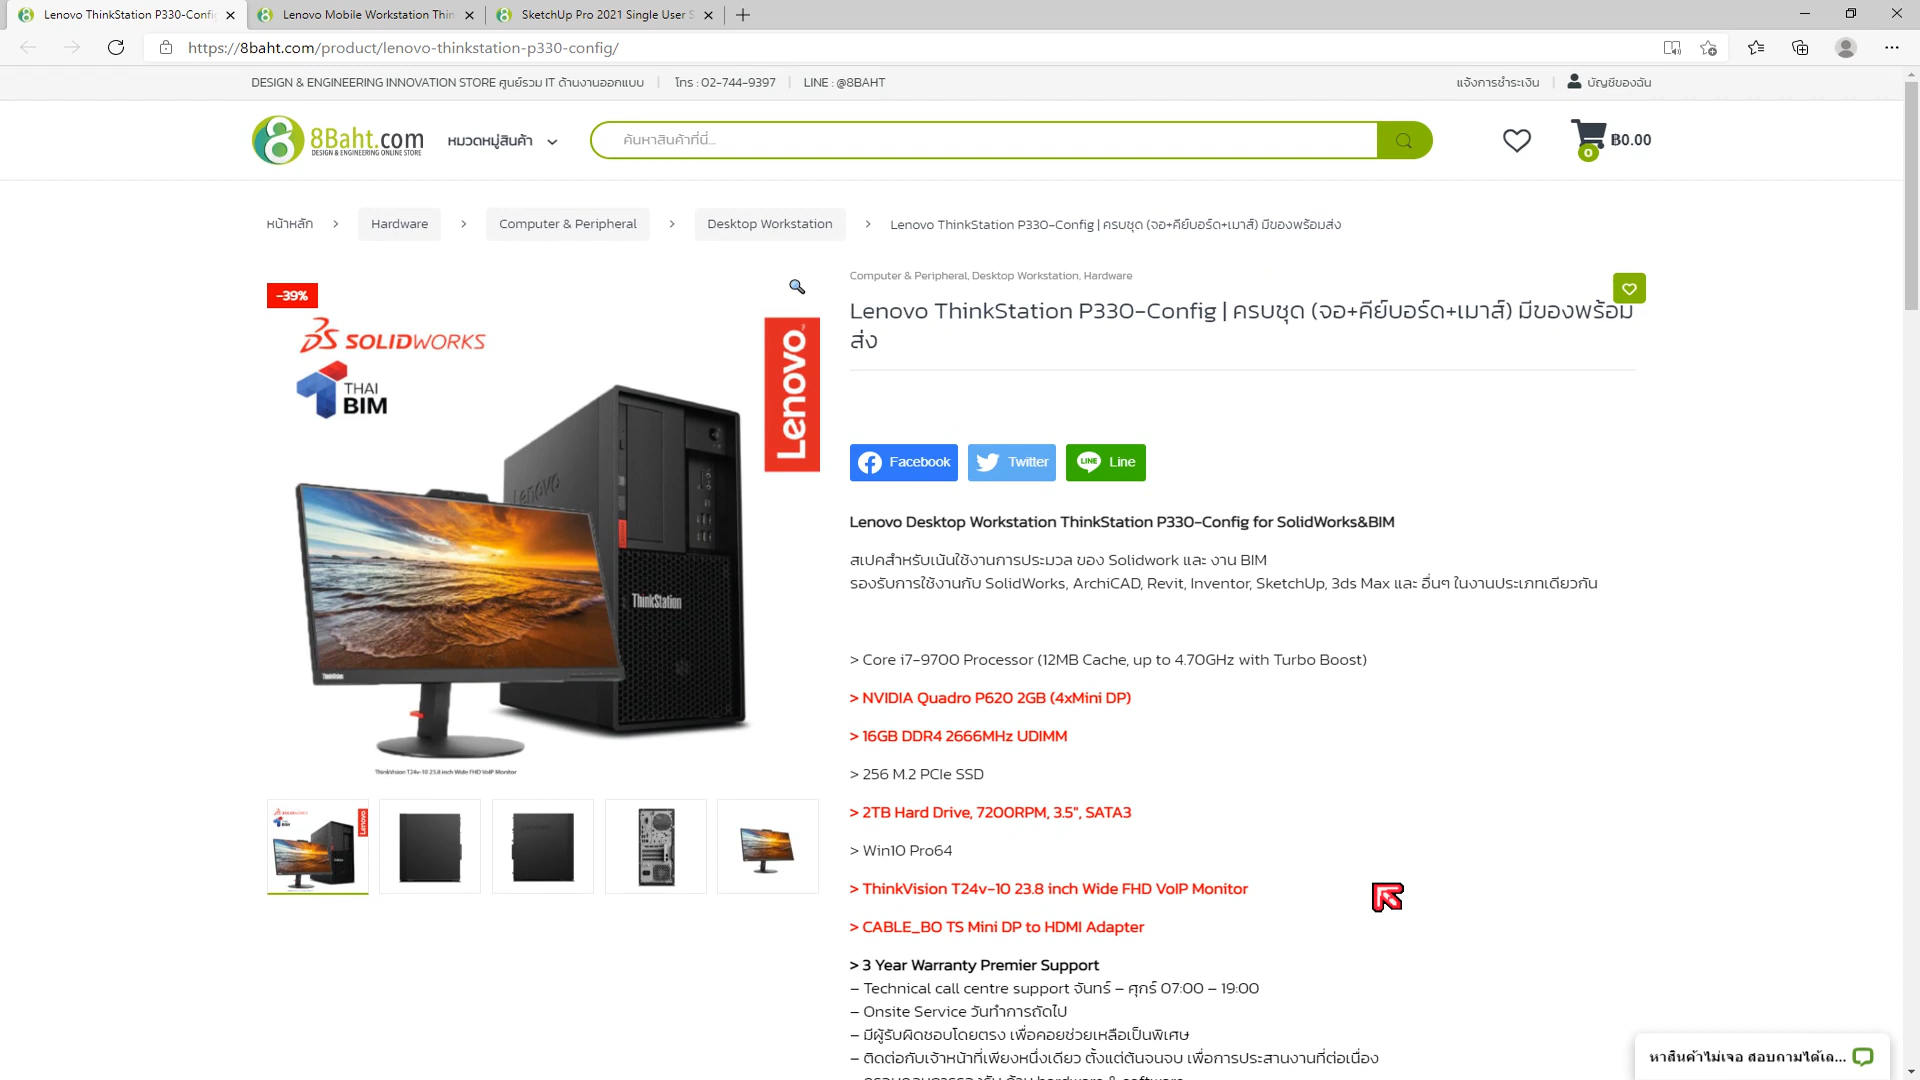 Lenovo ThinkStation P330-Config
Lenovo Mobile Workstation Thin
SketchUp Pro 2021 Single User S
https://8baht.com/product/lenovo-thinkstation-p330-config/
DESIGN & ENGINEERING INNOVATION STORE ศูนย์รวม IT ด้านงานออกแบบ
โทร : 02-744-9397
LINE : @8BAHT
แจ้งการชำระเงิน
บัญชีของฉัน
8Baht.com
DESIGN & ENGINEERING ONLINE STORE
หมวดหมู่สินค้า
ค้นหาสินค้าที่นี่...
0
฿0.00
หน้าหลัก > Hardware > Computer & Peripheral > Desktop Workstation > Lenovo ThinkStation P330-Config | ครบชุด (จอ+คีย์บอร์ด+เมาส์) มีของพร้อมส่ง
-39%
SOLIDWORKS
THAI
BIM
Lenovo
Lenovo
ThinkStation
ThinkVision
ThinkVision T24v-10 23.8 inch Wide FHD VoIP Monitor
Computer & Peripheral, Desktop Workstation, Hardware
Lenovo ThinkStation P330-Config | ครบชุด (จอ+คีย์บอร์ด+เมาส์) มีของพร้อม
ส่ง
Facebook
Twitter
LINE
Line
Lenovo Desktop Workstation ThinkStation P330-Config for SolidWorks&BIM
สเปคสำหรับเน้นใช้งานการประมวล ของ Solidwork และ งาน BIM
รองรับการใช้งานกับ SolidWorks, ArchiCAD, Revit, Inventor, SketchUp, 3ds Max และ อื่นๆ ในงานประเภทเดียวกัน
> Core i7-9700 Processor (12MB Cache, up to 4.70GHz with Turbo Boost)
> NVIDIA Quadro P620 2GB (4xMini DP)
> 16GB DDR4 2666MHz UDIMM
> 256 M.2 PCIe SSD
> 2TB Hard Drive, 7200RPM, 3.5", SATA3
> Win10 Pro64
> ThinkVision T24v-10 23.8 inch Wide FHD VoIP Monitor
> CABLE_BO TS Mini DP to HDMI Adapter
> 3 Year Warranty Premier Support
– Technical call centre support จันทร์ – ศุกร์ 07:00 – 19:00
– Onsite Service วันทำการถัดไป
– มีผู้รับผิดชอบโดยตรง เพื่อคอยช่วยเหลือเป็นพิเศษ
– ติดต่อกับเจ้าหน้าที่เพียงหนึ่งเดียว ตั้งแต่ต้นจนจบ เพื่อการประสานงานที่ต่อเนื่อง
หาสินค้าไม่เจอ สอบถามได้เล...